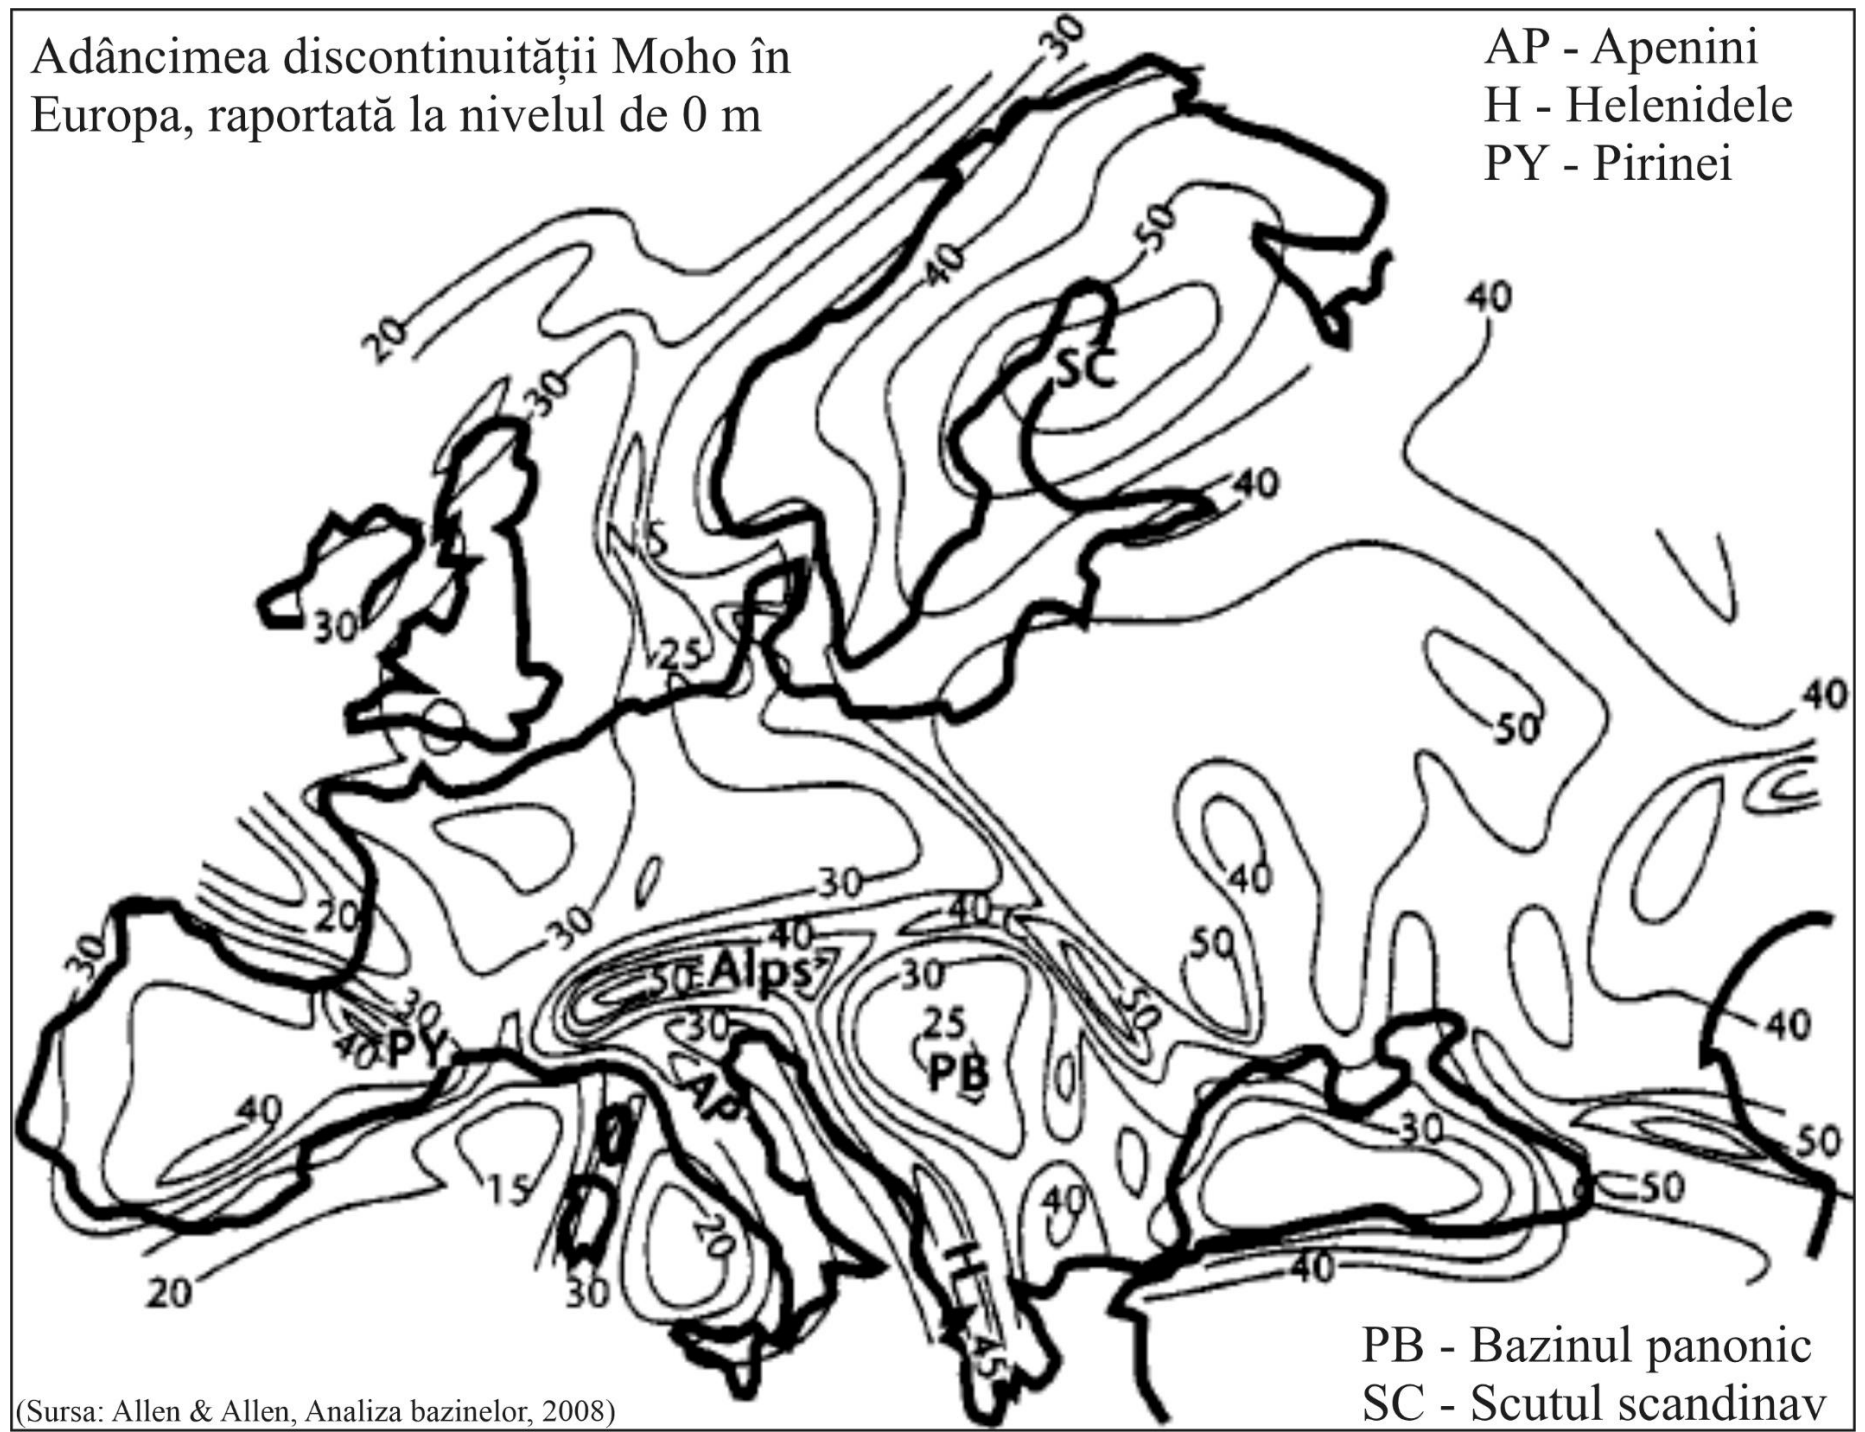 Adâncimea discontinuității Moho în
Europa, raportată la nivelul de 0 m
AP - Apenini
H - Helenidele
PY - Pirinei
30
50
40
40
20
SC
30
40
S
30
25
40
50
40
30
20
40
30
30
40
50
Alps
50
30
30
50
40
40
PY
30
25
PB
AP
40
30
50
15
40
50
20
H
40
20
30
45
PB - Bazinul panonic
SC - Scutul scandinav
(Sursa: Allen & Allen, Analiza bazinelor, 2008)